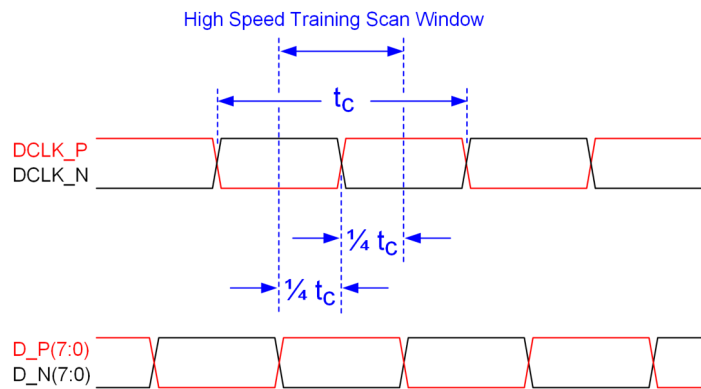 High Speed Training Scan Window
tC
DCLK_P
DCLK_N
¼ tC
¼ tC
D_P(7:0)
D_N(7:0)